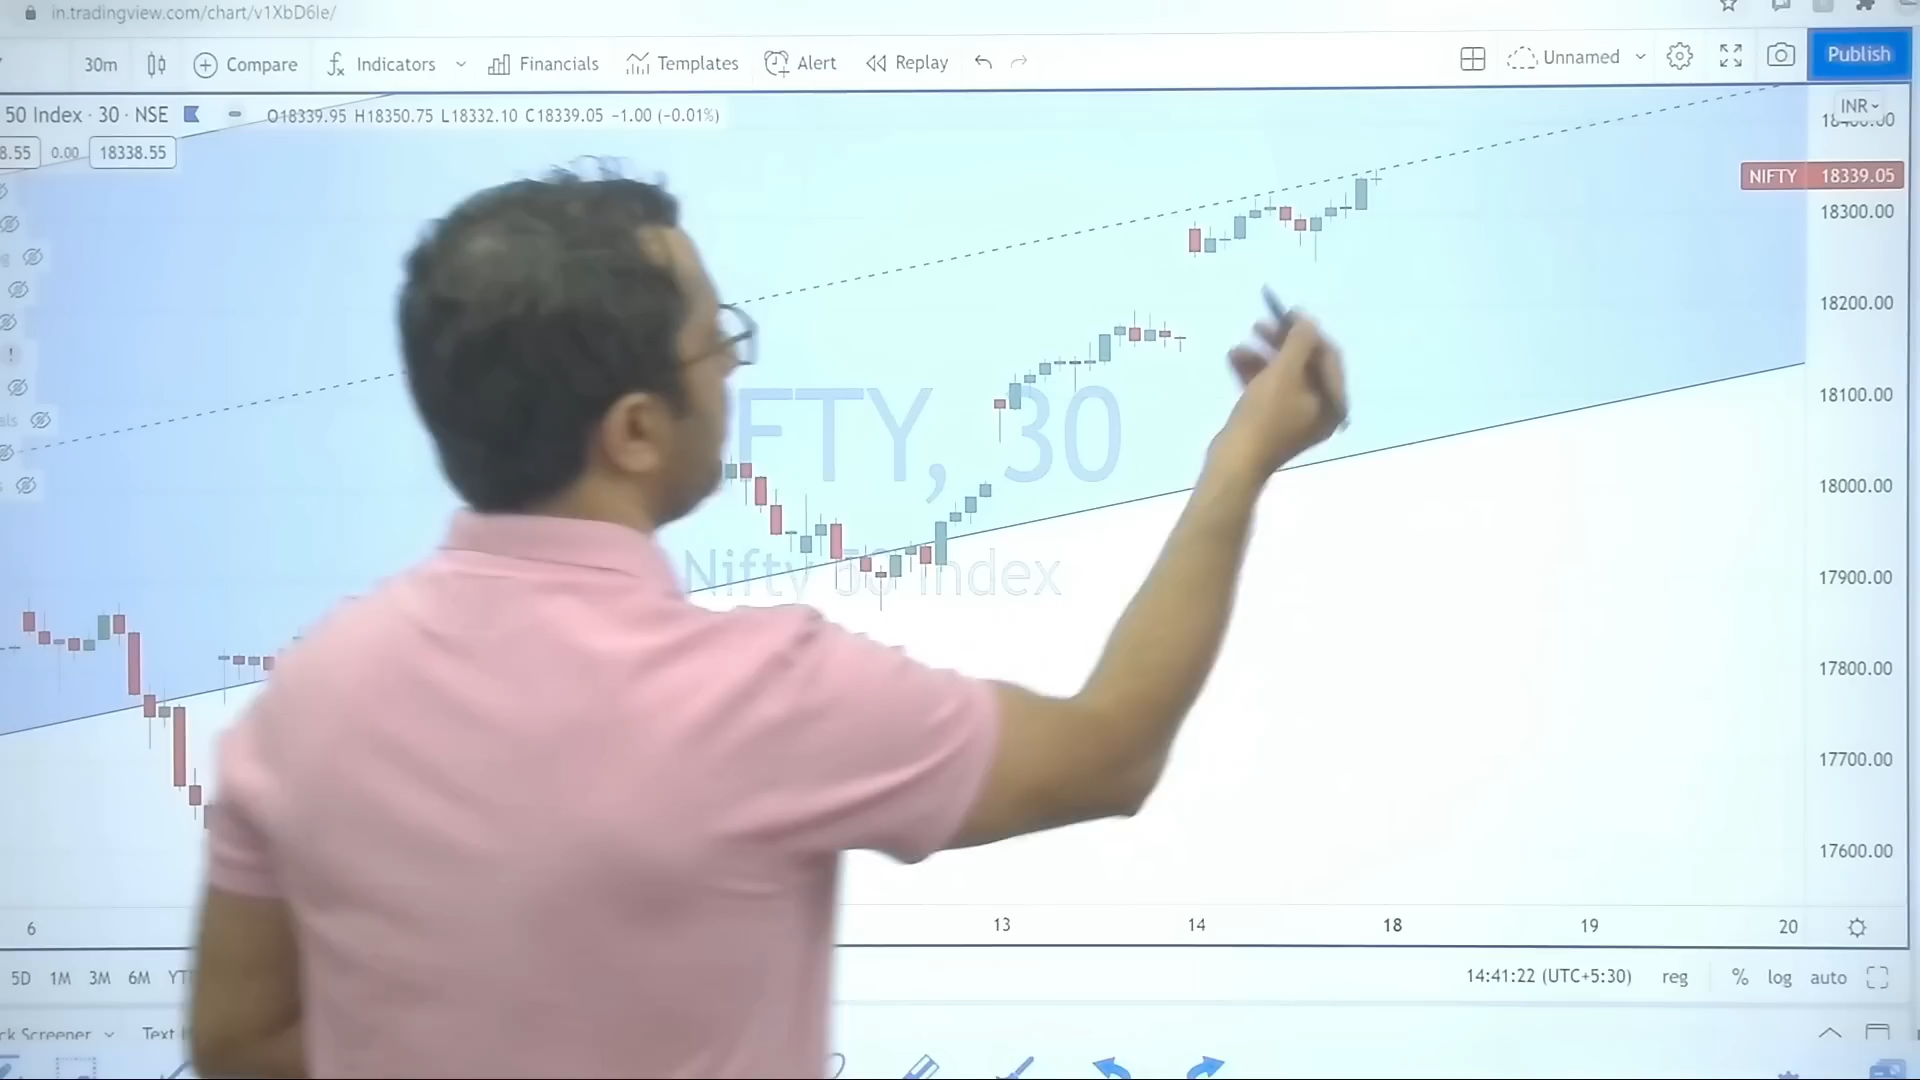 in.tradingview.com/chart/v1XbD6Ie/
30m Compare Indicators Financials Templates Alert Replay Unnamed Publish
50 Index · 30 · NSE O18339.95 H18350.75 L18332.10 C18339.05 −1.00 (−0.01%)
INR
8.55 0.00 18338.55
NIFTY 18339.05
18300.00
18200.00
18100.00
18000.00
17900.00
17800.00
17700.00
17600.00
FTY, 30
Nifty 50 Index
6 13 14 18 19 20
5D 1M 3M 6M 14:41:22 (UTC+5:30) reg % log auto
Screener Text